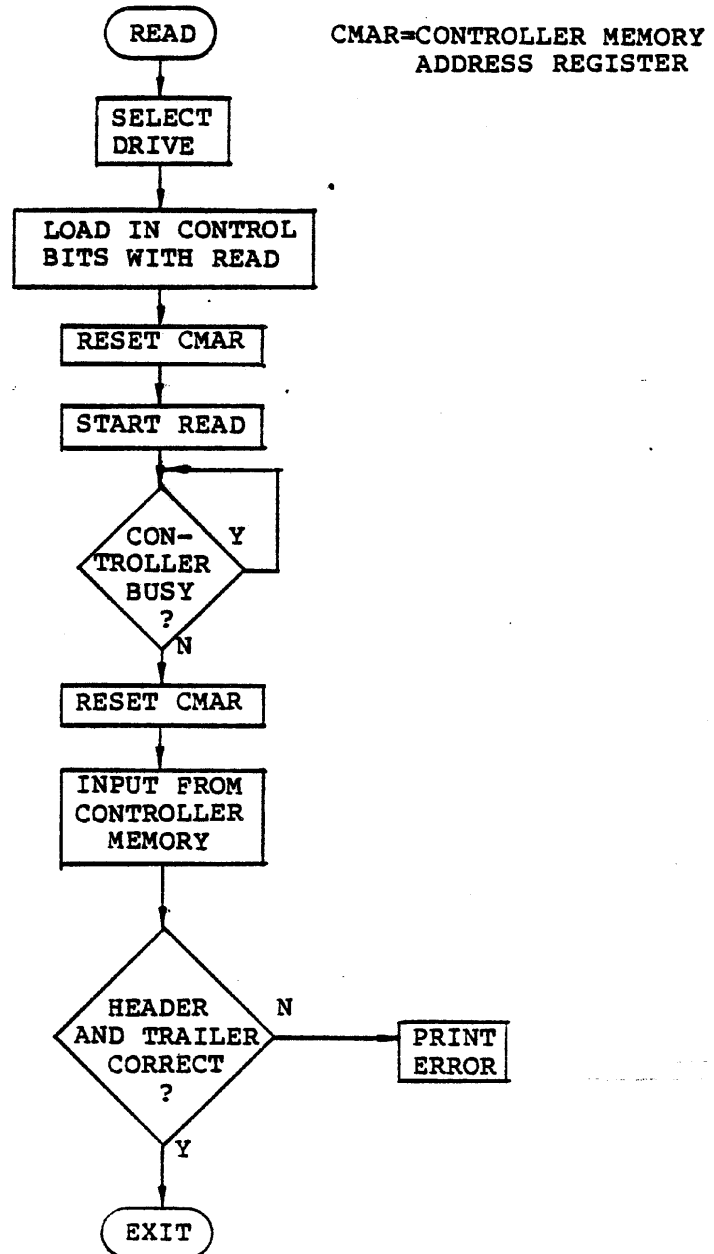 READ
CMAR=CONTROLLER MEMORY
ADDRESS REGISTER
SELECT
DRIVE
LOAD IN CONTROL
BITS WITH READ
RESET CMAR
START READ
CON-
TROLLER
BUSY
?
Y
N
RESET CMAR
INPUT FROM
CONTROLLER
MEMORY
HEADER
AND TRAILER
CORRECT
?
N
PRINT
ERROR
Y
EXIT